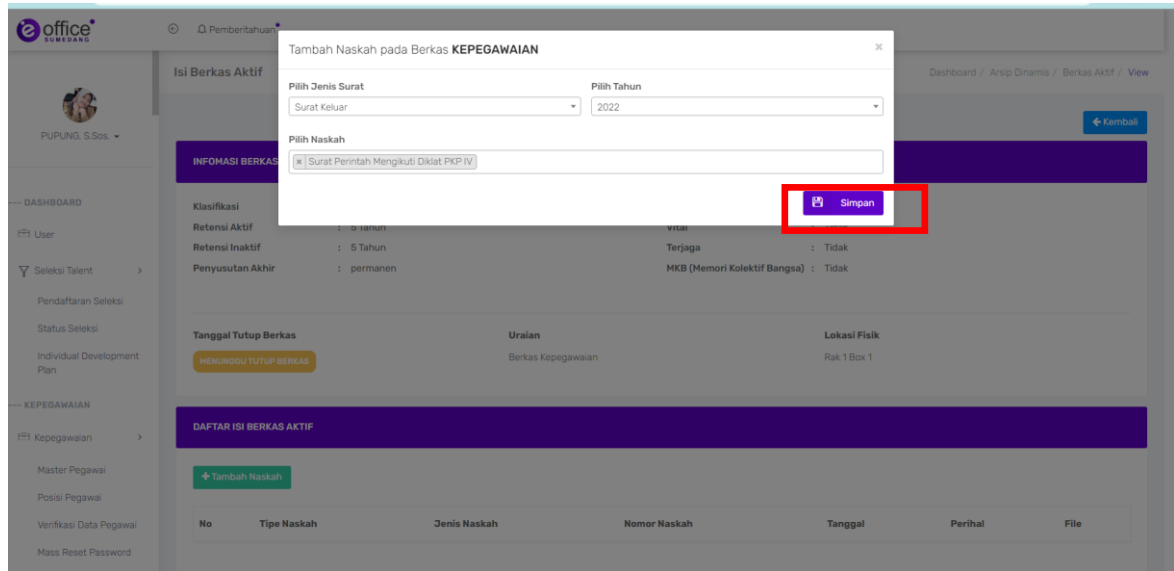 office
SUMEDANG
Pemberitahuan
Tambah Naskah pada Berkas KEPEGAWAIAN
×
Isi Berkas Aktif
Dashboard / Arsip Dinamis / Berkas Aktif / View
Pilih Jenis Surat
Pilih Tahun
Surat Keluar
2022
PUPUNG, S.Sos.
Kembali
Pilih Naskah
INFOMASI BERKAS
× Surat Perintah Mengikuti Diklat PKP IV
Simpan
--- DASHBOARD
Klasifikasi
Retensi Aktif : 5 Tahun
Vital :
User
Retensi Inaktif : 5 Tahun
Terjaga : Tidak
Seleksi Talent >
Penyusutan Akhir : permanen
MKB (Memori Kolektif Bangsa) : Tidak
Pendaftaran Seleksi
Status Seleksi
Tanggal Tutup Berkas
Uraian
Lokasi Fisik
Individual Development
Plan
MENUNGGU TUTUP BERKAS
Berkas Kepegawaian
Rak 1 Box 1
--- KEPEGAWAIAN
DAFTAR ISI BERKAS AKTIF
Kepegawaian >
Master Pegawai
+Tambah Naskah
Posisi Pegawai
Verifikasi Data Pegawai
No Tipe Naskah Jenis Naskah Nomor Naskah Tanggal Perihal File
Mass Reset Password